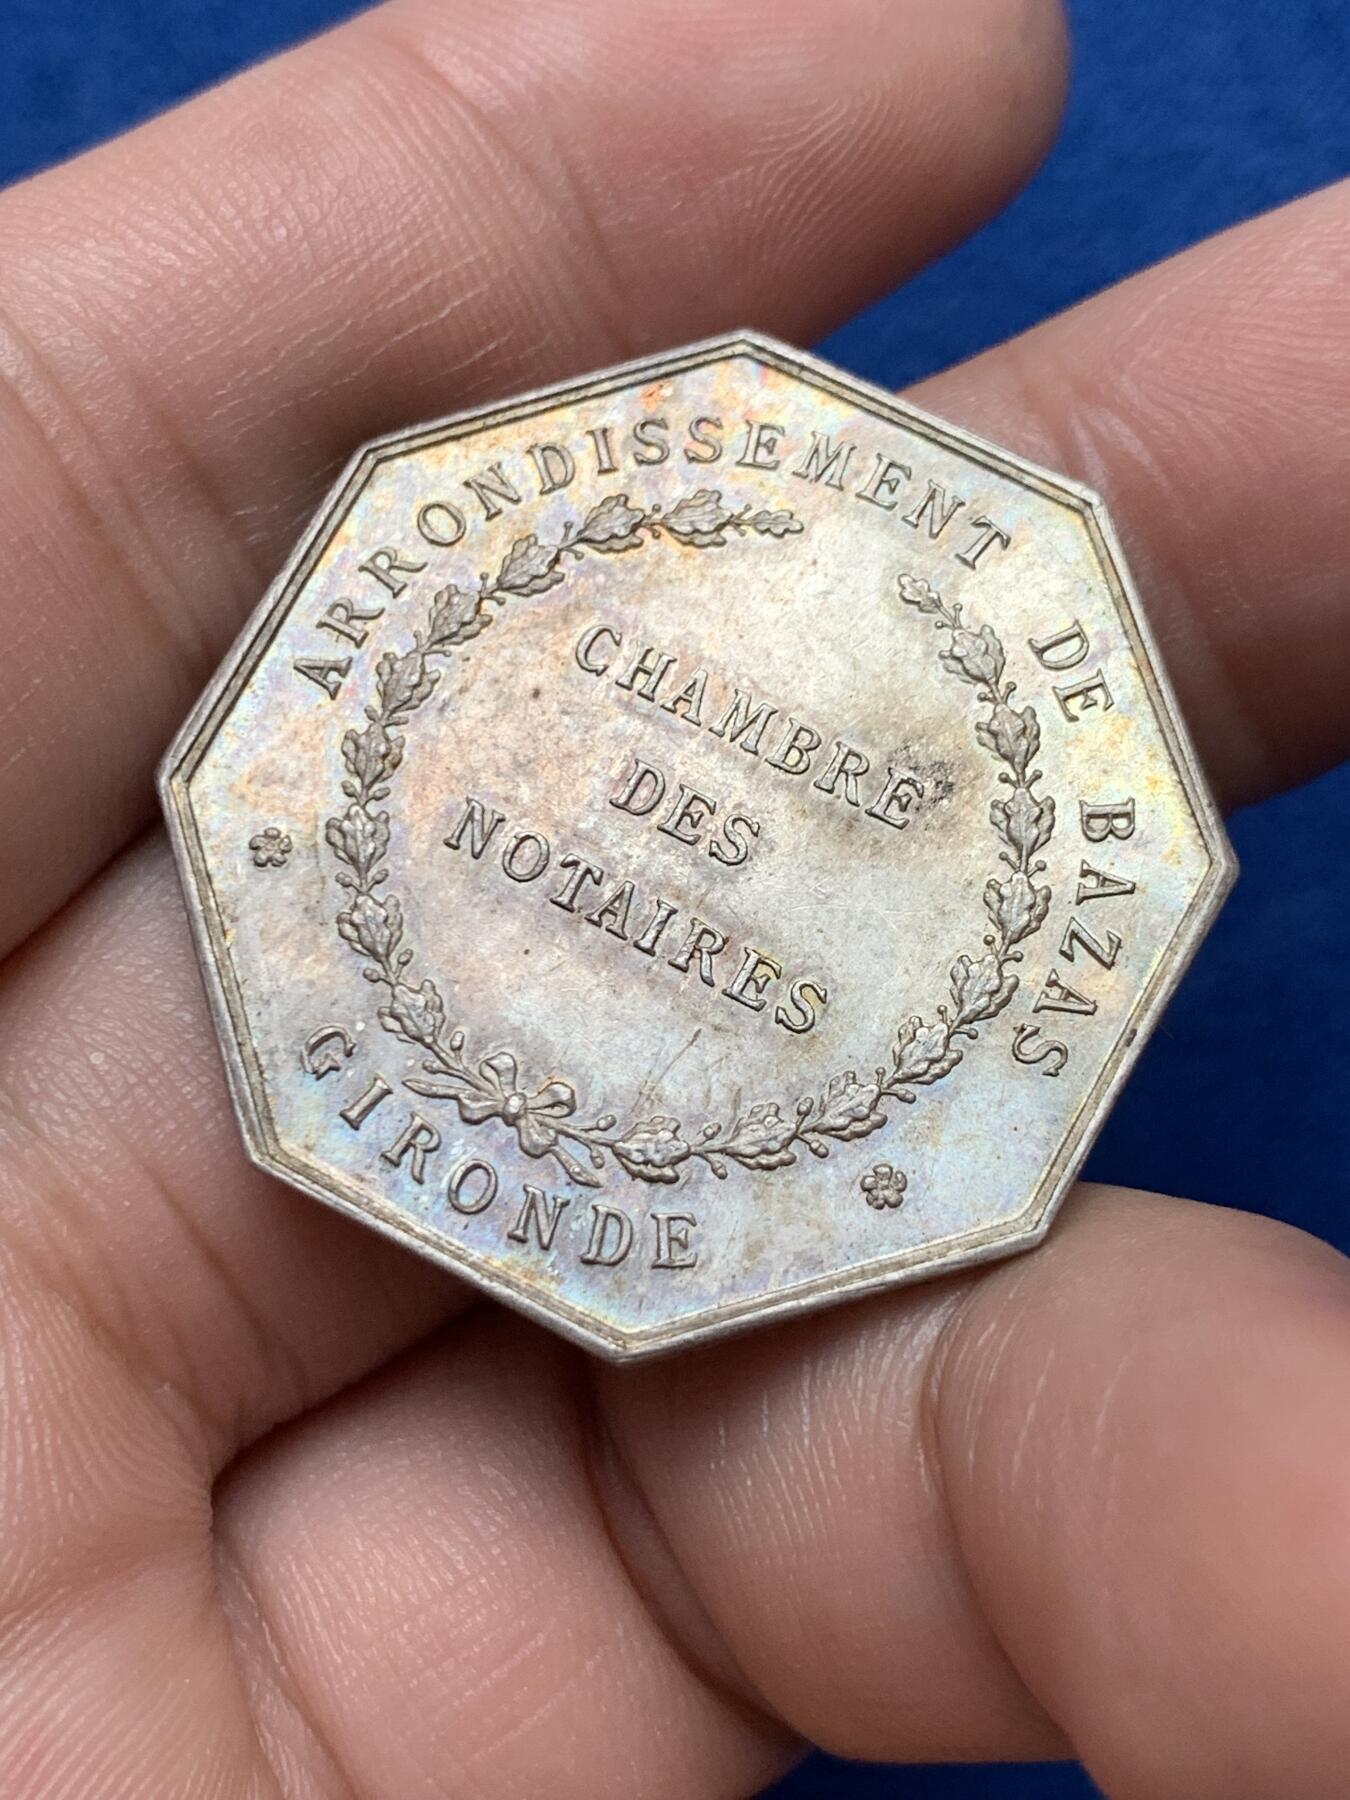 ARRONDISSEMENT DE BAZAS
CHAMBRE
DES
NOTAIRES
GIRONDE